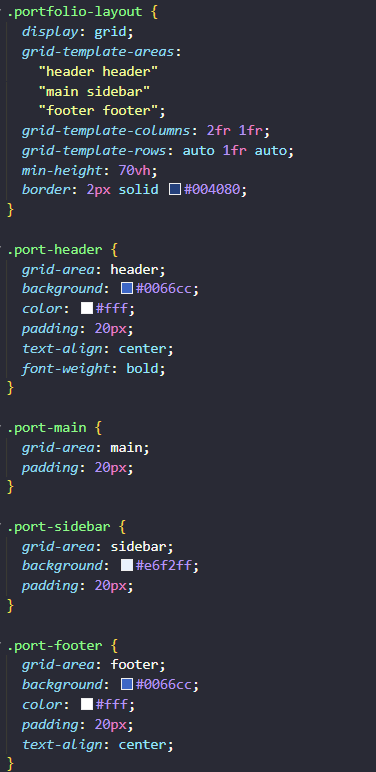 .portfolio-layout {
display: grid;
grid-template-areas:
"header header"
"main sidebar"
"footer footer";
grid-template-columns: 2fr 1fr;
grid-template-rows: auto 1fr auto;
min-height: 70vh;
border: 2px solid #004080;
}
.port-header {
grid-area: header;
background: #0066cc;
color: #fff;
padding: 20px;
text-align: center;
font-weight: bold;
}
.port-main {
grid-area: main;
padding: 20px;
}
.port-sidebar {
grid-area: sidebar;
background: #e6f2ff;
padding: 20px;
}
.port-footer {
grid-area: footer;
background: #0066cc;
color: #fff;
padding: 20px;
text-align: center;
}